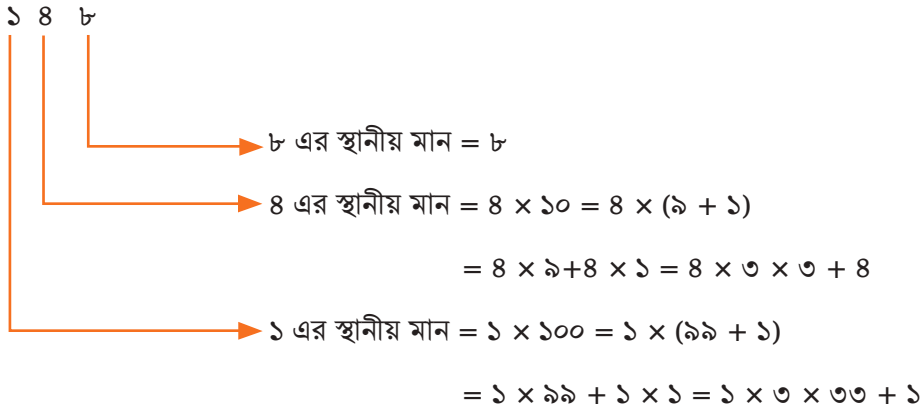 ১ ৪ ৮
৮ এর স্থানীয় মান = ৮
৪ এর স্থানীয় মান = ৪ × ১০ = ৪ × (৯ + ১)
= ৪ × ৯+৪ × ১ = ৪ × ৩ × ৩ + ৪
১ এর স্থানীয় মান = ১ × ১০০ = ১ × (৯৯ + ১)
= ১ × ৯৯ + ১ × ১ = ১ × ৩ × ৩৩ + ১